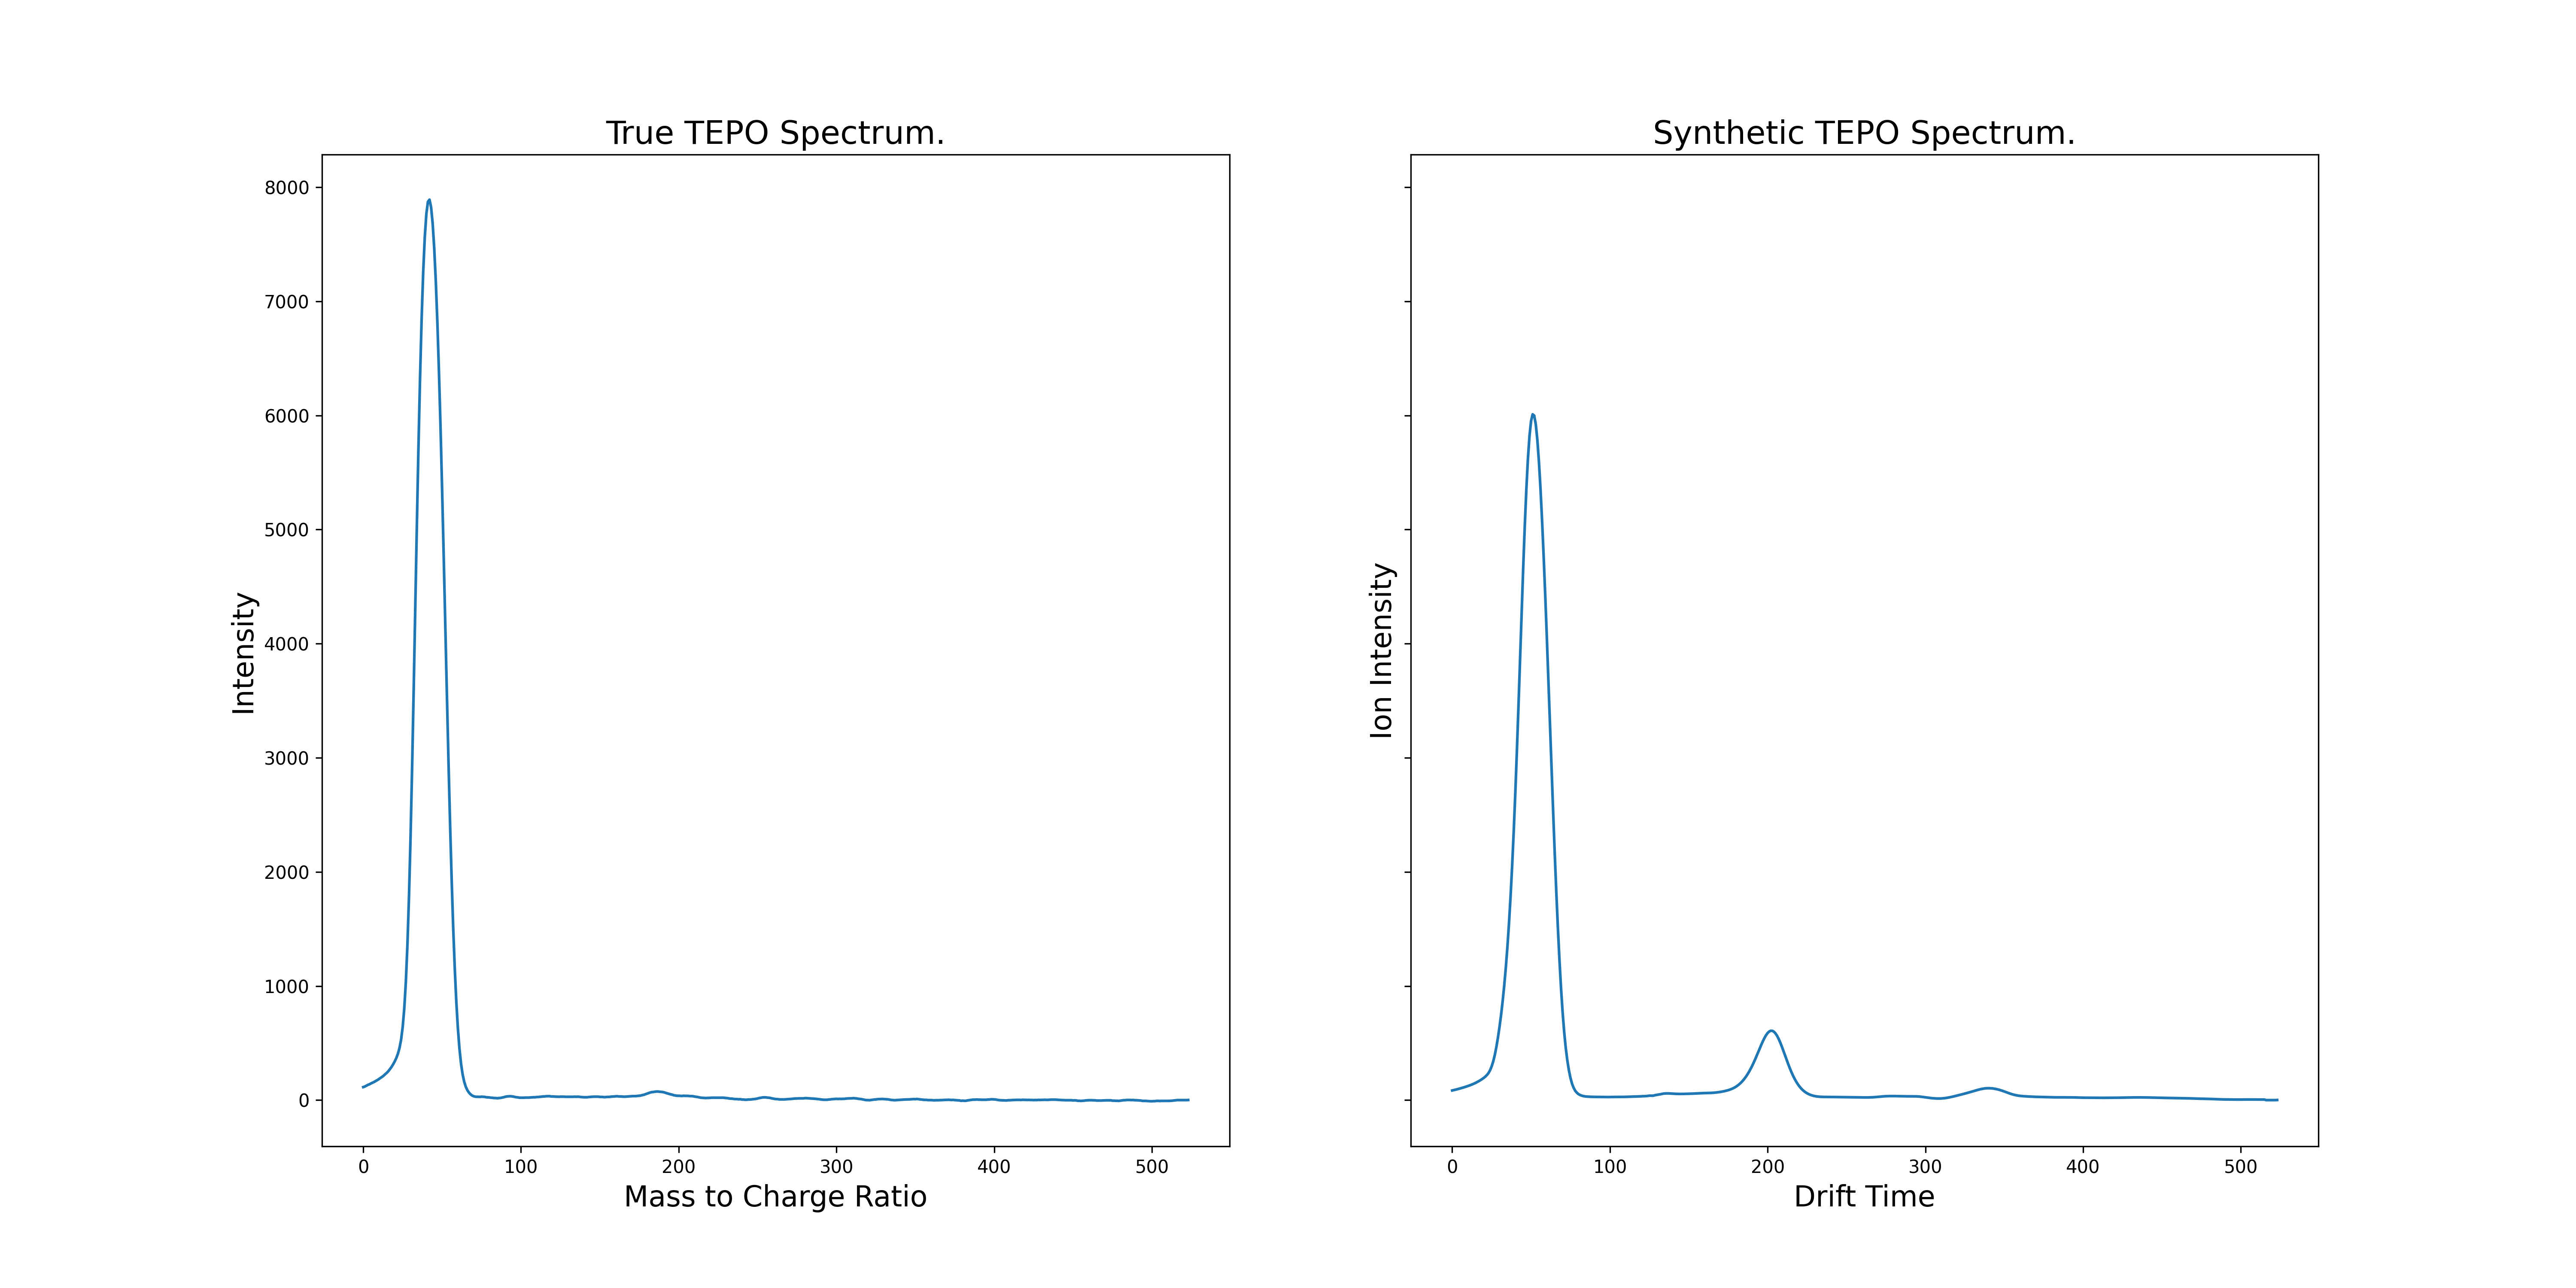 True TEPO Spectrum.
8000
7000
6000
5000
4000
3000
2000
1000
0
Intensity
0 100 200 300 400 500
Mass to Charge Ratio
Synthetic TEPO Spectrum.
Ion Intensity
0 100 200 300 400 500
Drift Time